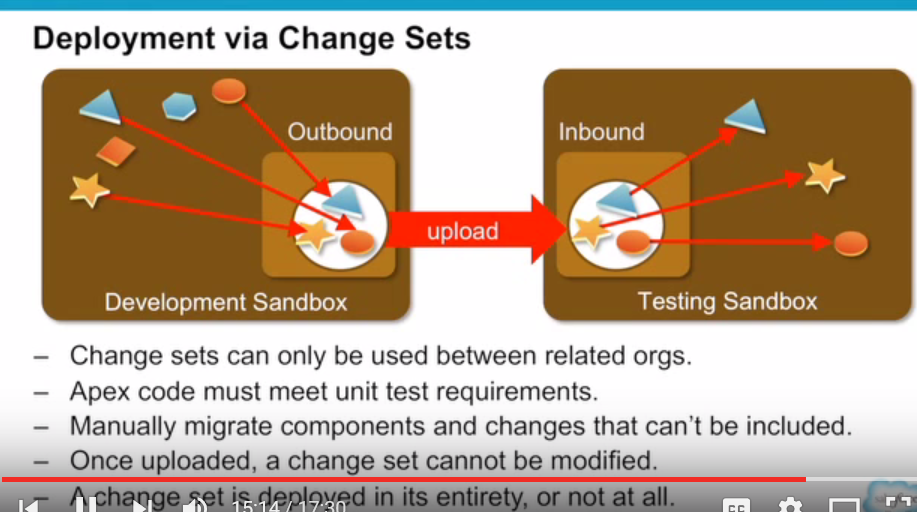 Deployment via Change Sets
Outbound
Inbound
upload
Development Sandbox
Testing Sandbox
– Change sets can only be used between related orgs.
– Apex code must meet unit test requirements.
– Manually migrate components and changes that can't be included.
– Once uploaded, a change set cannot be modified.
– A change set is deployed in its entirety, or not at all.
15:14 / 17:30
CC